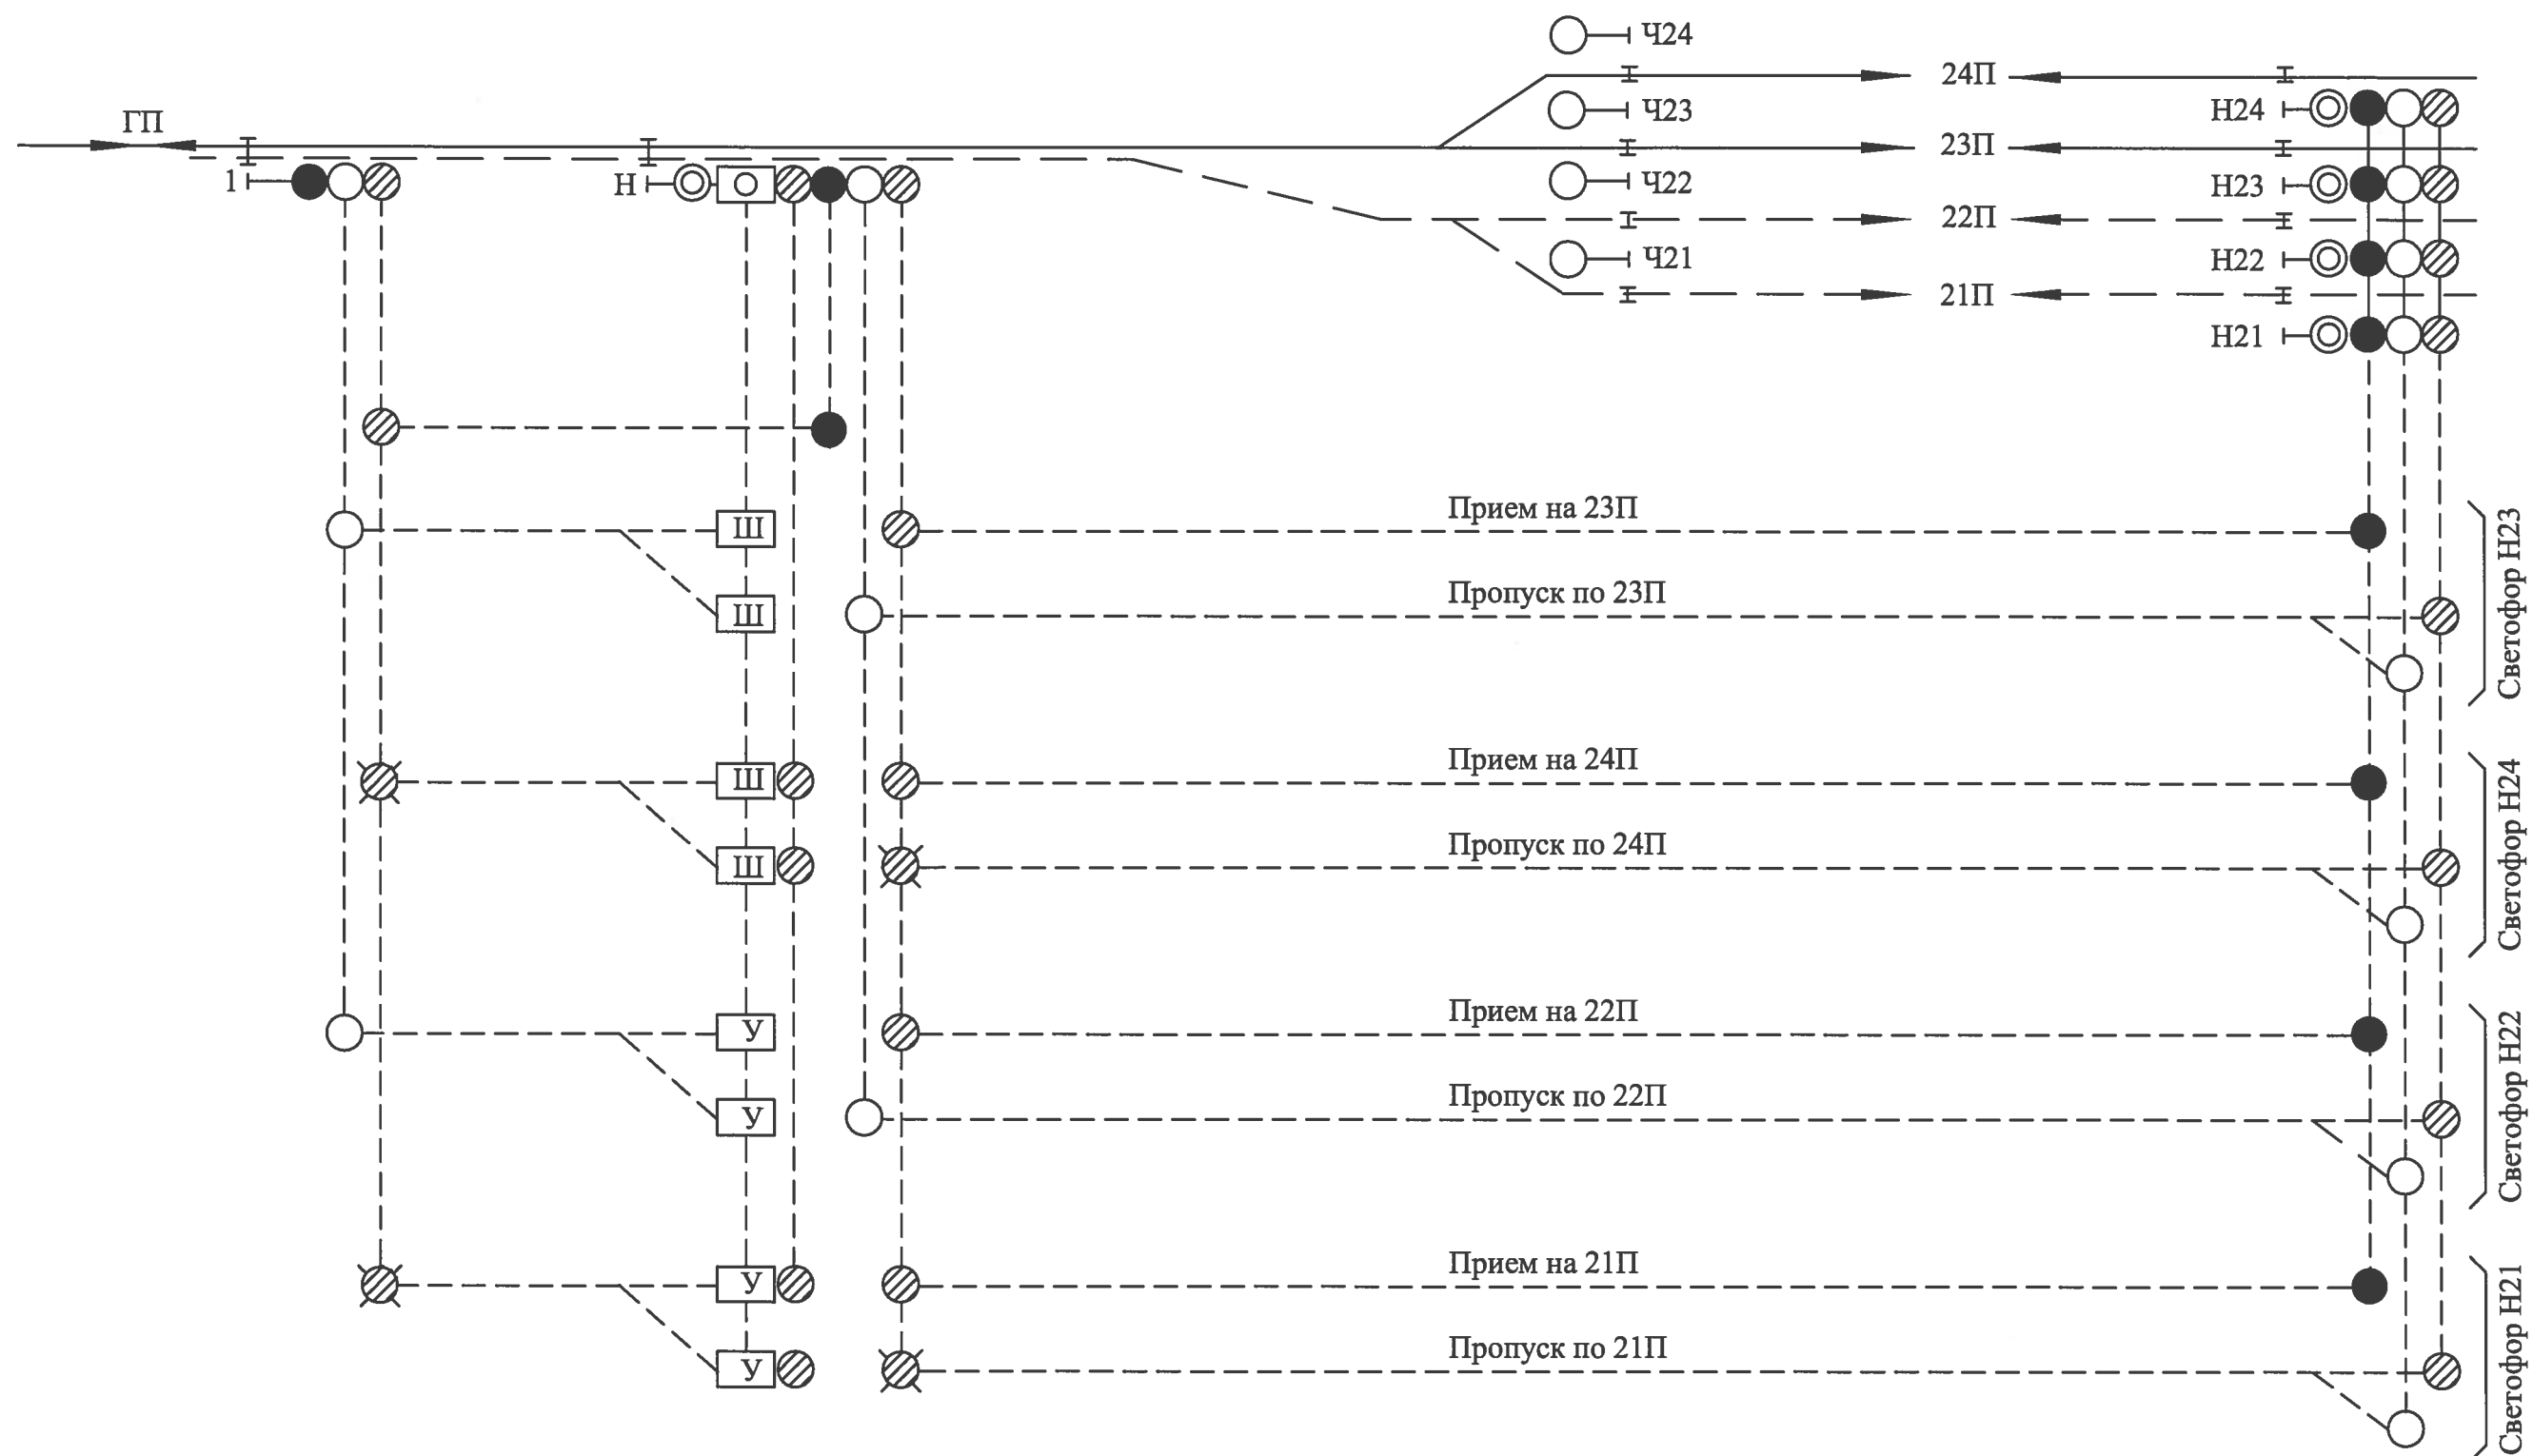 Ч24
24П
ГП
Ч23
Н24
23П
1
Н
Ч22
Н23
22П
Ч21
Н22
21П
Н21
Ш
Прием на 23П
Ш
Пропуск по 23П
Светофор Н23
Ш
Прием на 24П
Ш
Пропуск по 24П
Светофор Н24
У
Прием на 22П
У
Пропуск по 22П
Светофор Н22
У
Прием на 21П
У
Пропуск по 21П
Светофор Н21